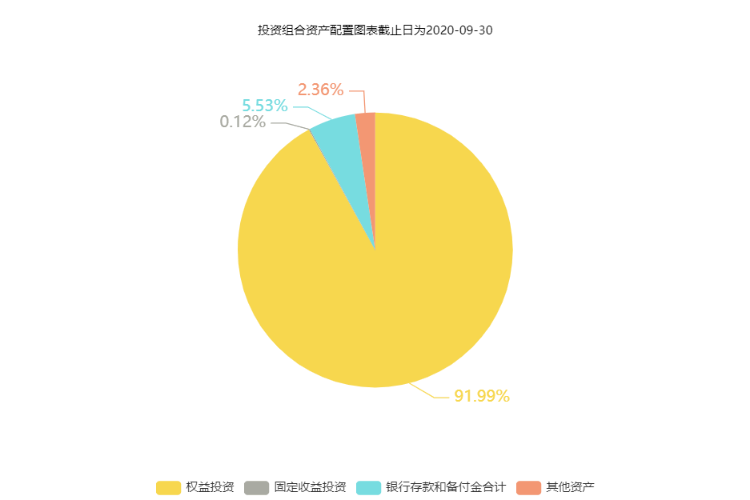 投资组合资产配置图表截止日为2020-09-30
2.36%
5.53%
0.12%
91.99%
权益投资 固定收益投资 银行存款和备付金合计 其他资产